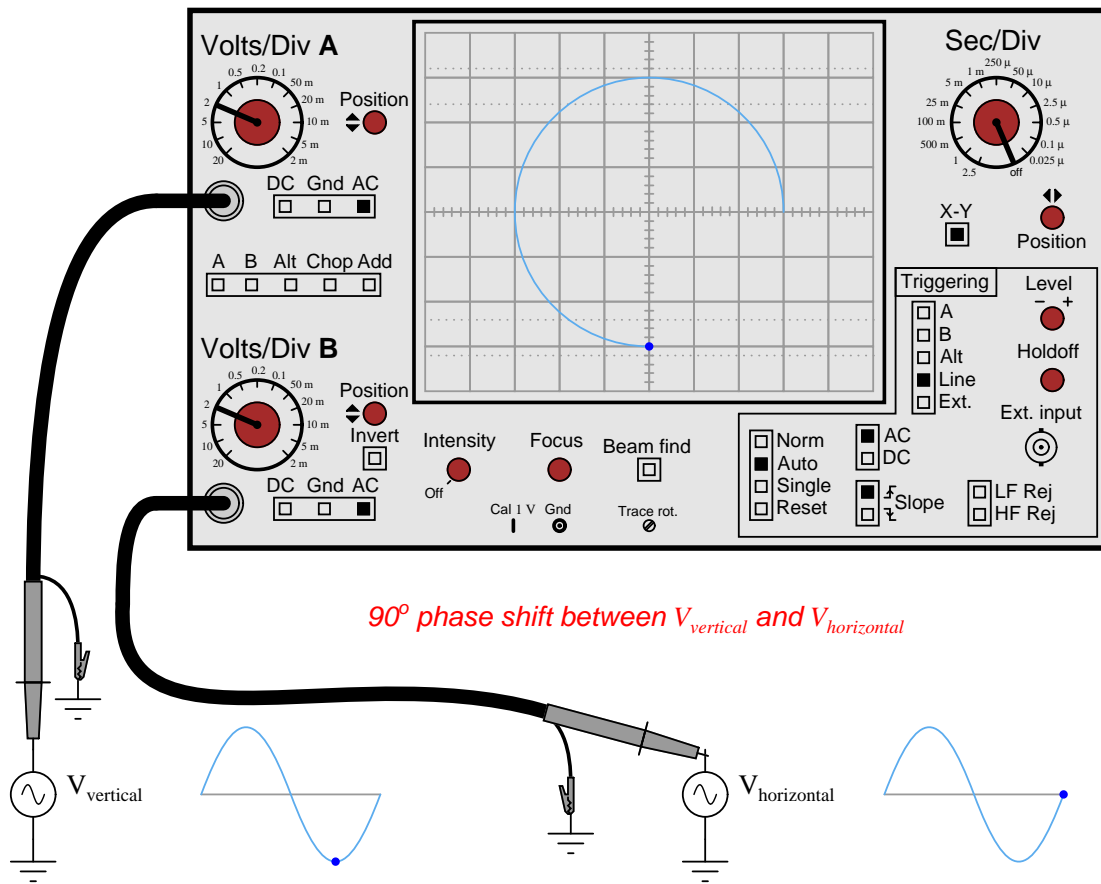 Volts/Div A
20
10
5
2
1
0.5
0.2
0.1
50 m
20 m
10 m
5 m
2 m
Position
DC Gnd AC
A B Alt Chop Add
Volts/Div B
20
10
5
2
1
0.5
0.2
0.1
50 m
20 m
10 m
5 m
2 m
Position
Invert
DC Gnd AC
Intensity
Off
Focus
Beam find
Cal 1 V
Gnd
Trace rot.
Sec/Div
2.5
1
500 m
100 m
25 m
5 m
1 m
250 µ
50 µ
10 µ
2.5 µ
0.5 µ
0.1 µ
0.025 µ
off
X-Y
Position
Triggering
A
B
Alt
Line
Ext.
Level
- +
Holdoff
Ext. input
Norm
Auto
Single
Reset
AC
DC
Slope
LF Rej
HF Rej
90° phase shift between Vvertical and Vhorizontal
Vvertical
Vhorizontal